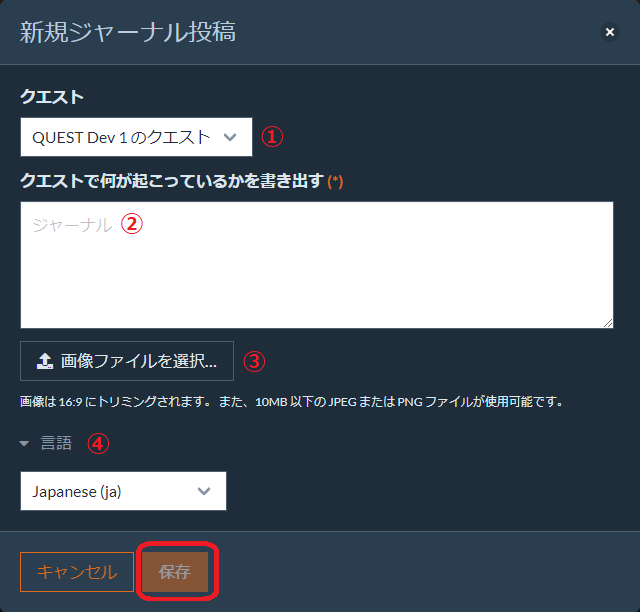 新規ジャーナル投稿
クエスト
QUEST Dev 1 のクエスト ①
クエストで何が起こっているかを書き出す (*)
ジャーナル ②
画像ファイルを選択... ③
画像は 16:9 にトリミングされます。 また、10MB 以下の JPEG または PNG ファイルが使用可能です。
言語 ④
Japanese (ja)
キャンセル 保存